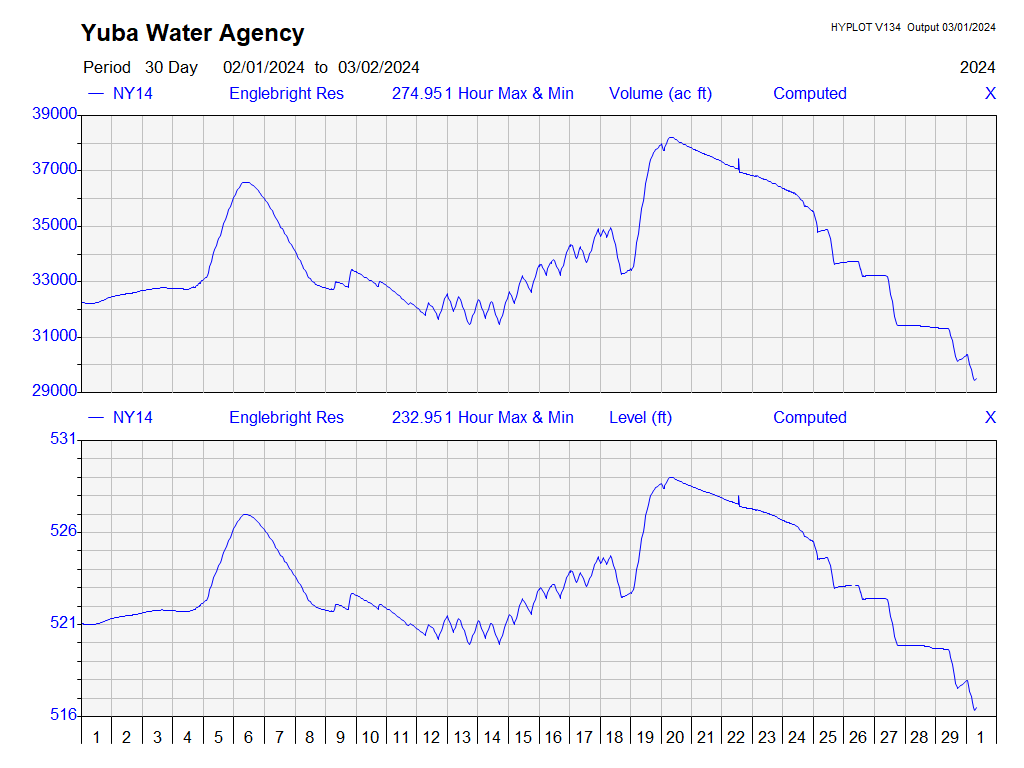 Yuba Water Agency
HYPLOT V134 Output 03/01/2024
Period 30 Day 02/01/2024 to 03/02/2024 2024
— NY14 Englebright Res 274.951 Hour Max & Min Volume (ac ft) Computed X
39000
37000
35000
33000
31000
29000
— NY14 Englebright Res 232.951 Hour Max & Min Level (ft) Computed X
531
526
521
516
1 2 3 4 5 6 7 8 9 10 11 12 13 14 15 16 17 18 19 20 21 22 23 24 25 26 27 28 29 1